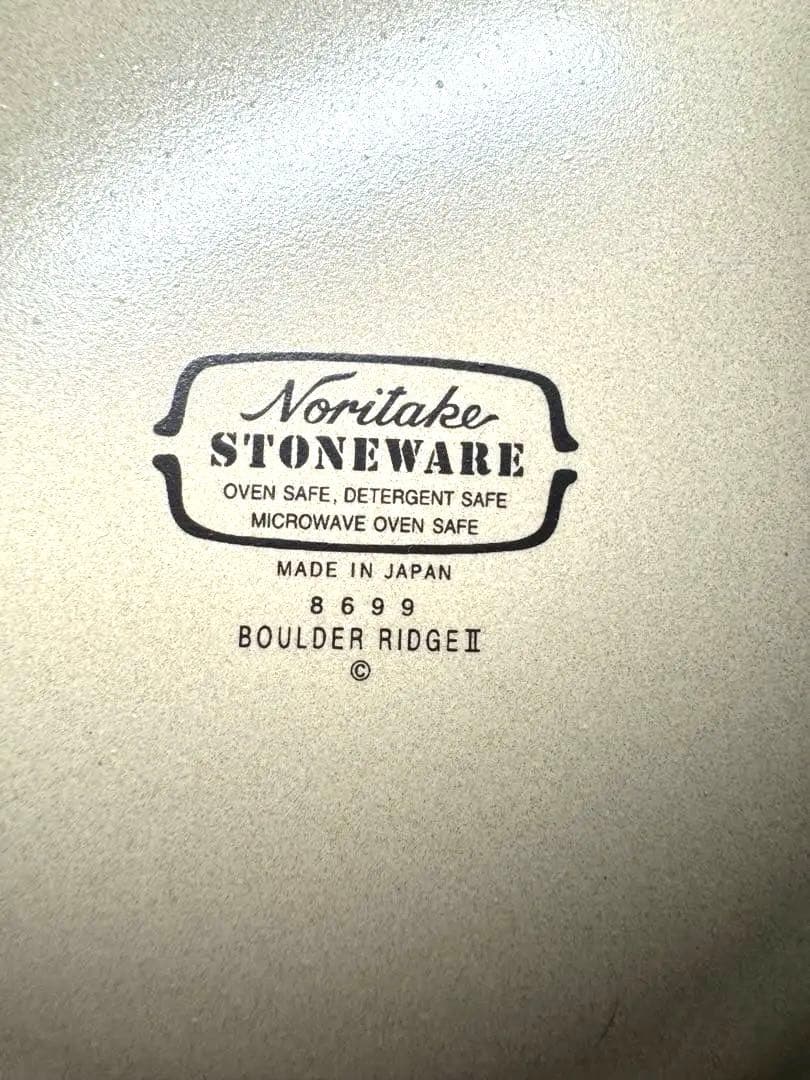 Noritake
STONEWARE
OVEN SAFE, DETERGENT SAFE
MICROWAVE OVEN SAFE
MADE IN JAPAN
8699
BOULDER RIDGE II
©